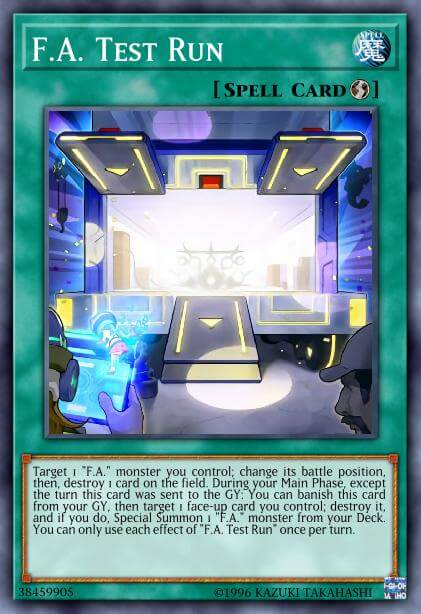 F.A. Test Run
SPELL
魔
[Spell Card]
Target 1 "F.A." monster you control; change its battle position,
then, destroy 1 card on the field. During your Main Phase, except
the turn this card was sent to the GY: You can banish this card
from your GY, then target 1 face-up card you control; destroy it,
and if you do, Special Summon 1 "F.A." monster from your Deck.
You can only use each effect of "F.A. Test Run" once per turn.
38459905
©1996 KAZUKI TAKAHASHI